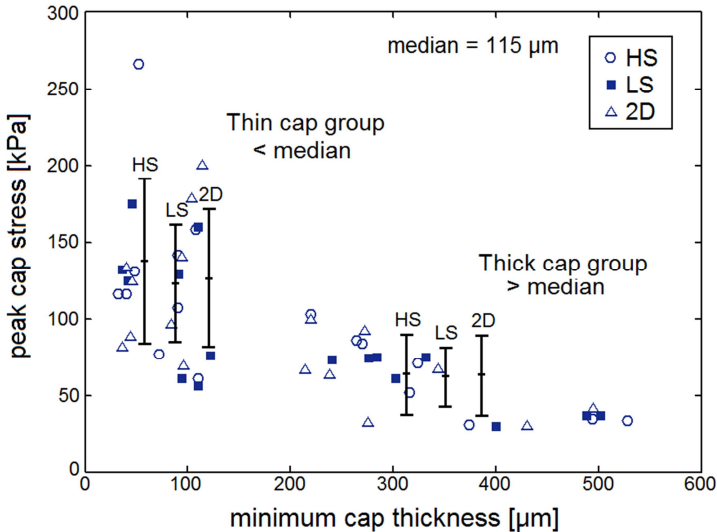 300
250
200
150
100
50
0
peak cap stress [kPa]
median = 115 μm
HS
LS
2D
Thin cap group
< median
HS
LS
2D
Thick cap group
> median
HS
LS
2D
0
100
200
300
400
500
600
minimum cap thickness [μm]